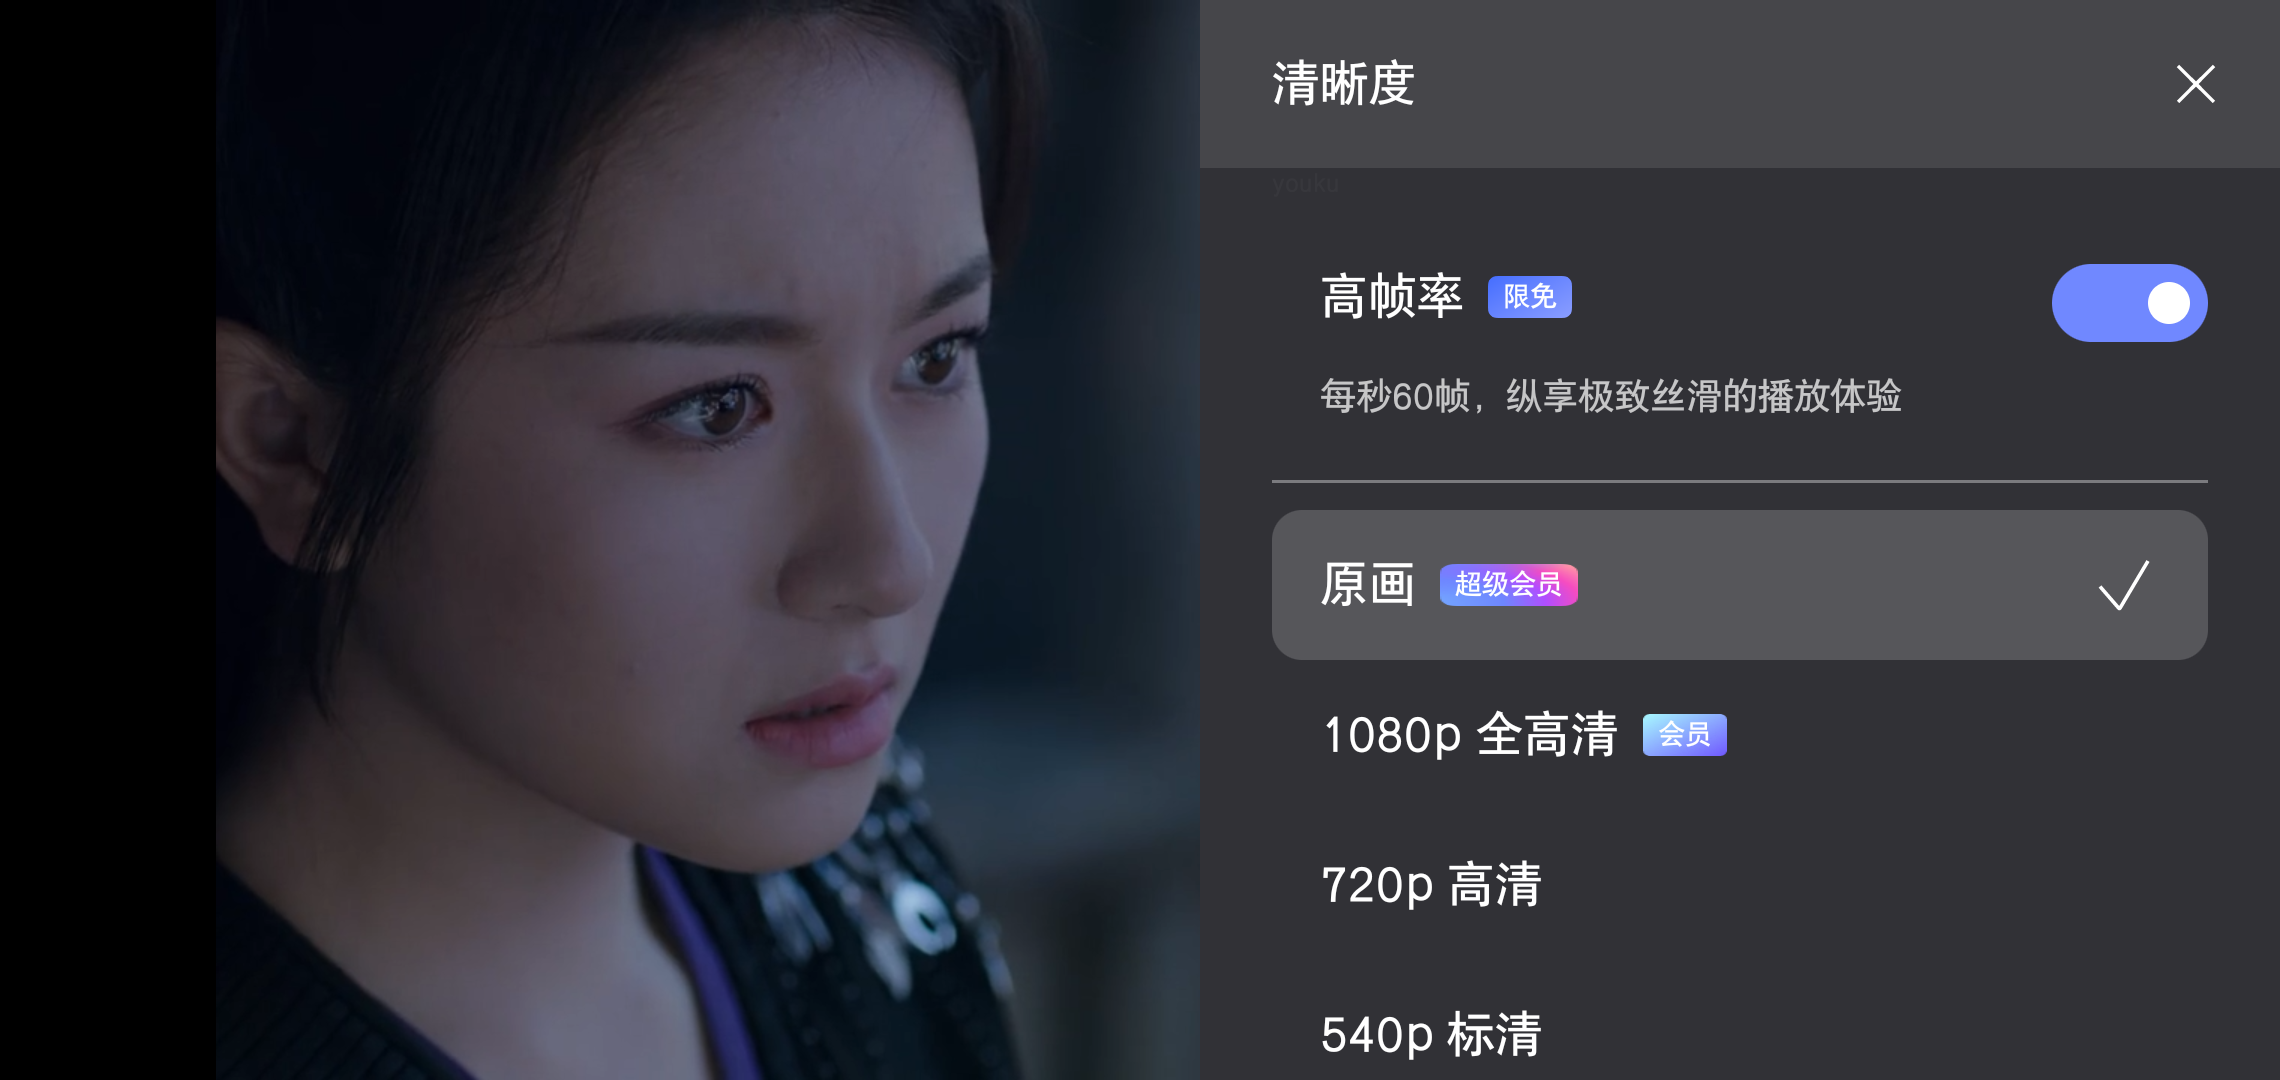 清晰度
youku
高帧率 限免
每秒60帧，纵享极致丝滑的播放体验
原画 超级会员
1080p 全高清 会员
720p 高清
540p 标清